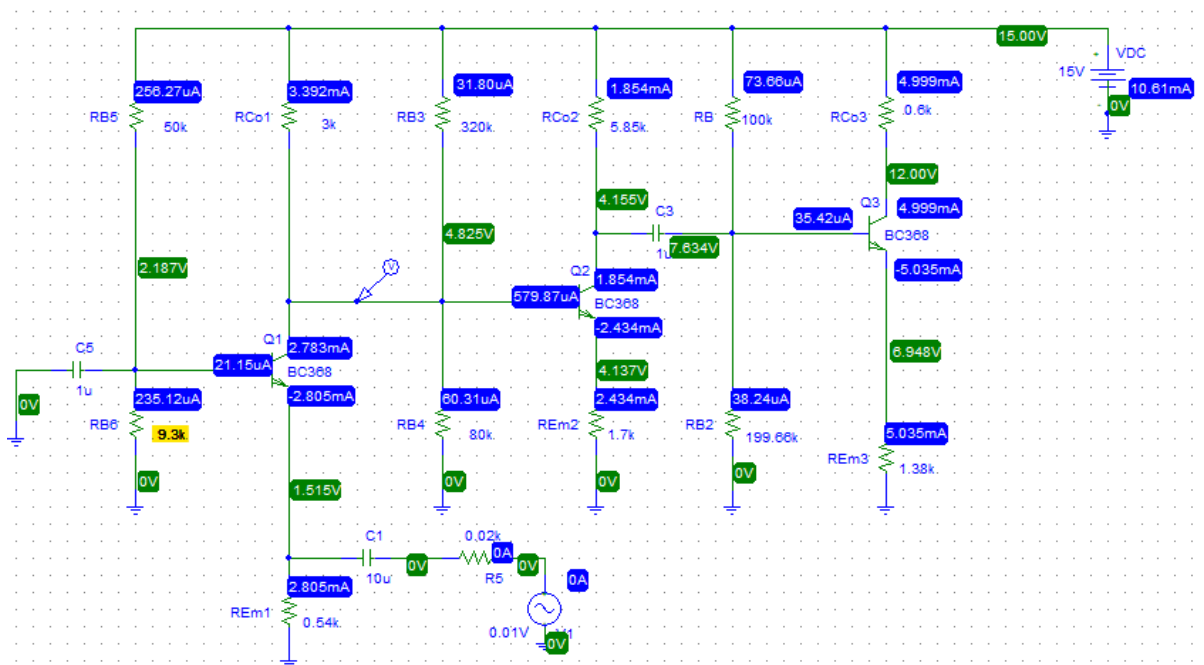 15.00V
VDC
15V
10.61mA
0V
256.27uA
3.392mA
31.80uA
1.854mA
73.66uA
4.999mA
RB5
50k
RCo1
3k
RB3
320k
RCo2
5.85k
RB
100k
RCo3
0.6k
12.00V
4.155V
C3
1u
7.634V
35.42uA
Q3
4.999mA
BC368
-5.035mA
2.187V
4.825V
V
Q2
1.854mA
579.87uA
BC368
-2.434mA
C5
1u
0V
Q1
2.783mA
21.15uA
BC368
-2.805mA
4.137V
6.948V
235.12uA
60.31uA
2.434mA
38.24uA
RB6
9.3k
RB4
80k
REm2
1.7k
RB2
199.66k
5.035mA
REm3
1.38k
0V
0V
0V
0V
1.515V
C1
10u
0V
0.02k
0A
R5
0V
0A
2.805mA
REm1
0.54k
0.01V
V1
0V